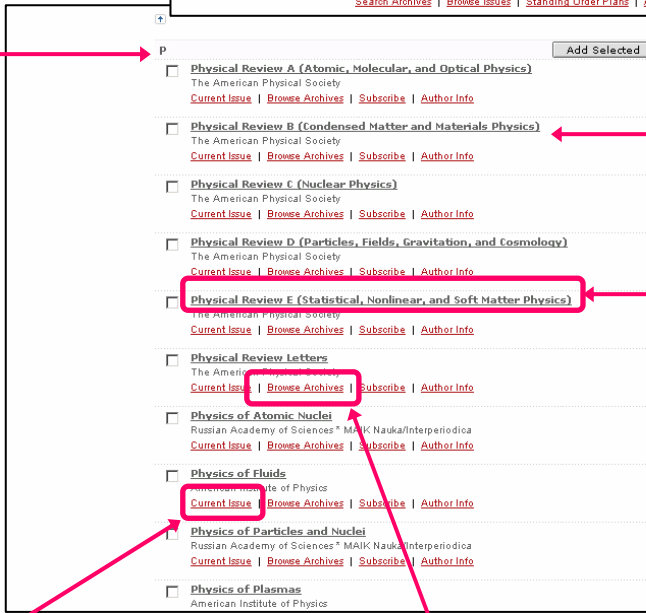 Search Archives | Browse Issues | Standing Order Plans |
P Add Selected
Physical Review A (Atomic, Molecular, and Optical Physics)
The American Physical Society
Current Issue | Browse Archives | Subscribe | Author Info
Physical Review B (Condensed Matter and Materials Physics)
The American Physical Society
Current Issue | Browse Archives | Subscribe | Author Info
Physical Review C (Nuclear Physics)
The American Physical Society
Current Issue | Browse Archives | Subscribe | Author Info
Physical Review D (Particles, Fields, Gravitation, and Cosmology)
The American Physical Society
Current Issue | Browse Archives | Subscribe | Author Info
Physical Review E (Statistical, Nonlinear, and Soft Matter Physics)
The American Physical Society
Current Issue | Browse Archives | Subscribe | Author Info
Physical Review Letters
The American Physical Society
Current Issue | Browse Archives | Subscribe | Author Info
Physics of Atomic Nuclei
Russian Academy of Sciences * MAIK Nauka/Interperiodica
Current Issue | Browse Archives | Subscribe | Author Info
Physics of Fluids
American Institute of Physics
Current Issue | Browse Archives | Subscribe | Author Info
Physics of Particles and Nuclei
Russian Academy of Sciences * MAIK Nauka/Interperiodica
Current Issue | Browse Archives | Subscribe | Author Info
Physics of Plasmas
American Institute of Physics